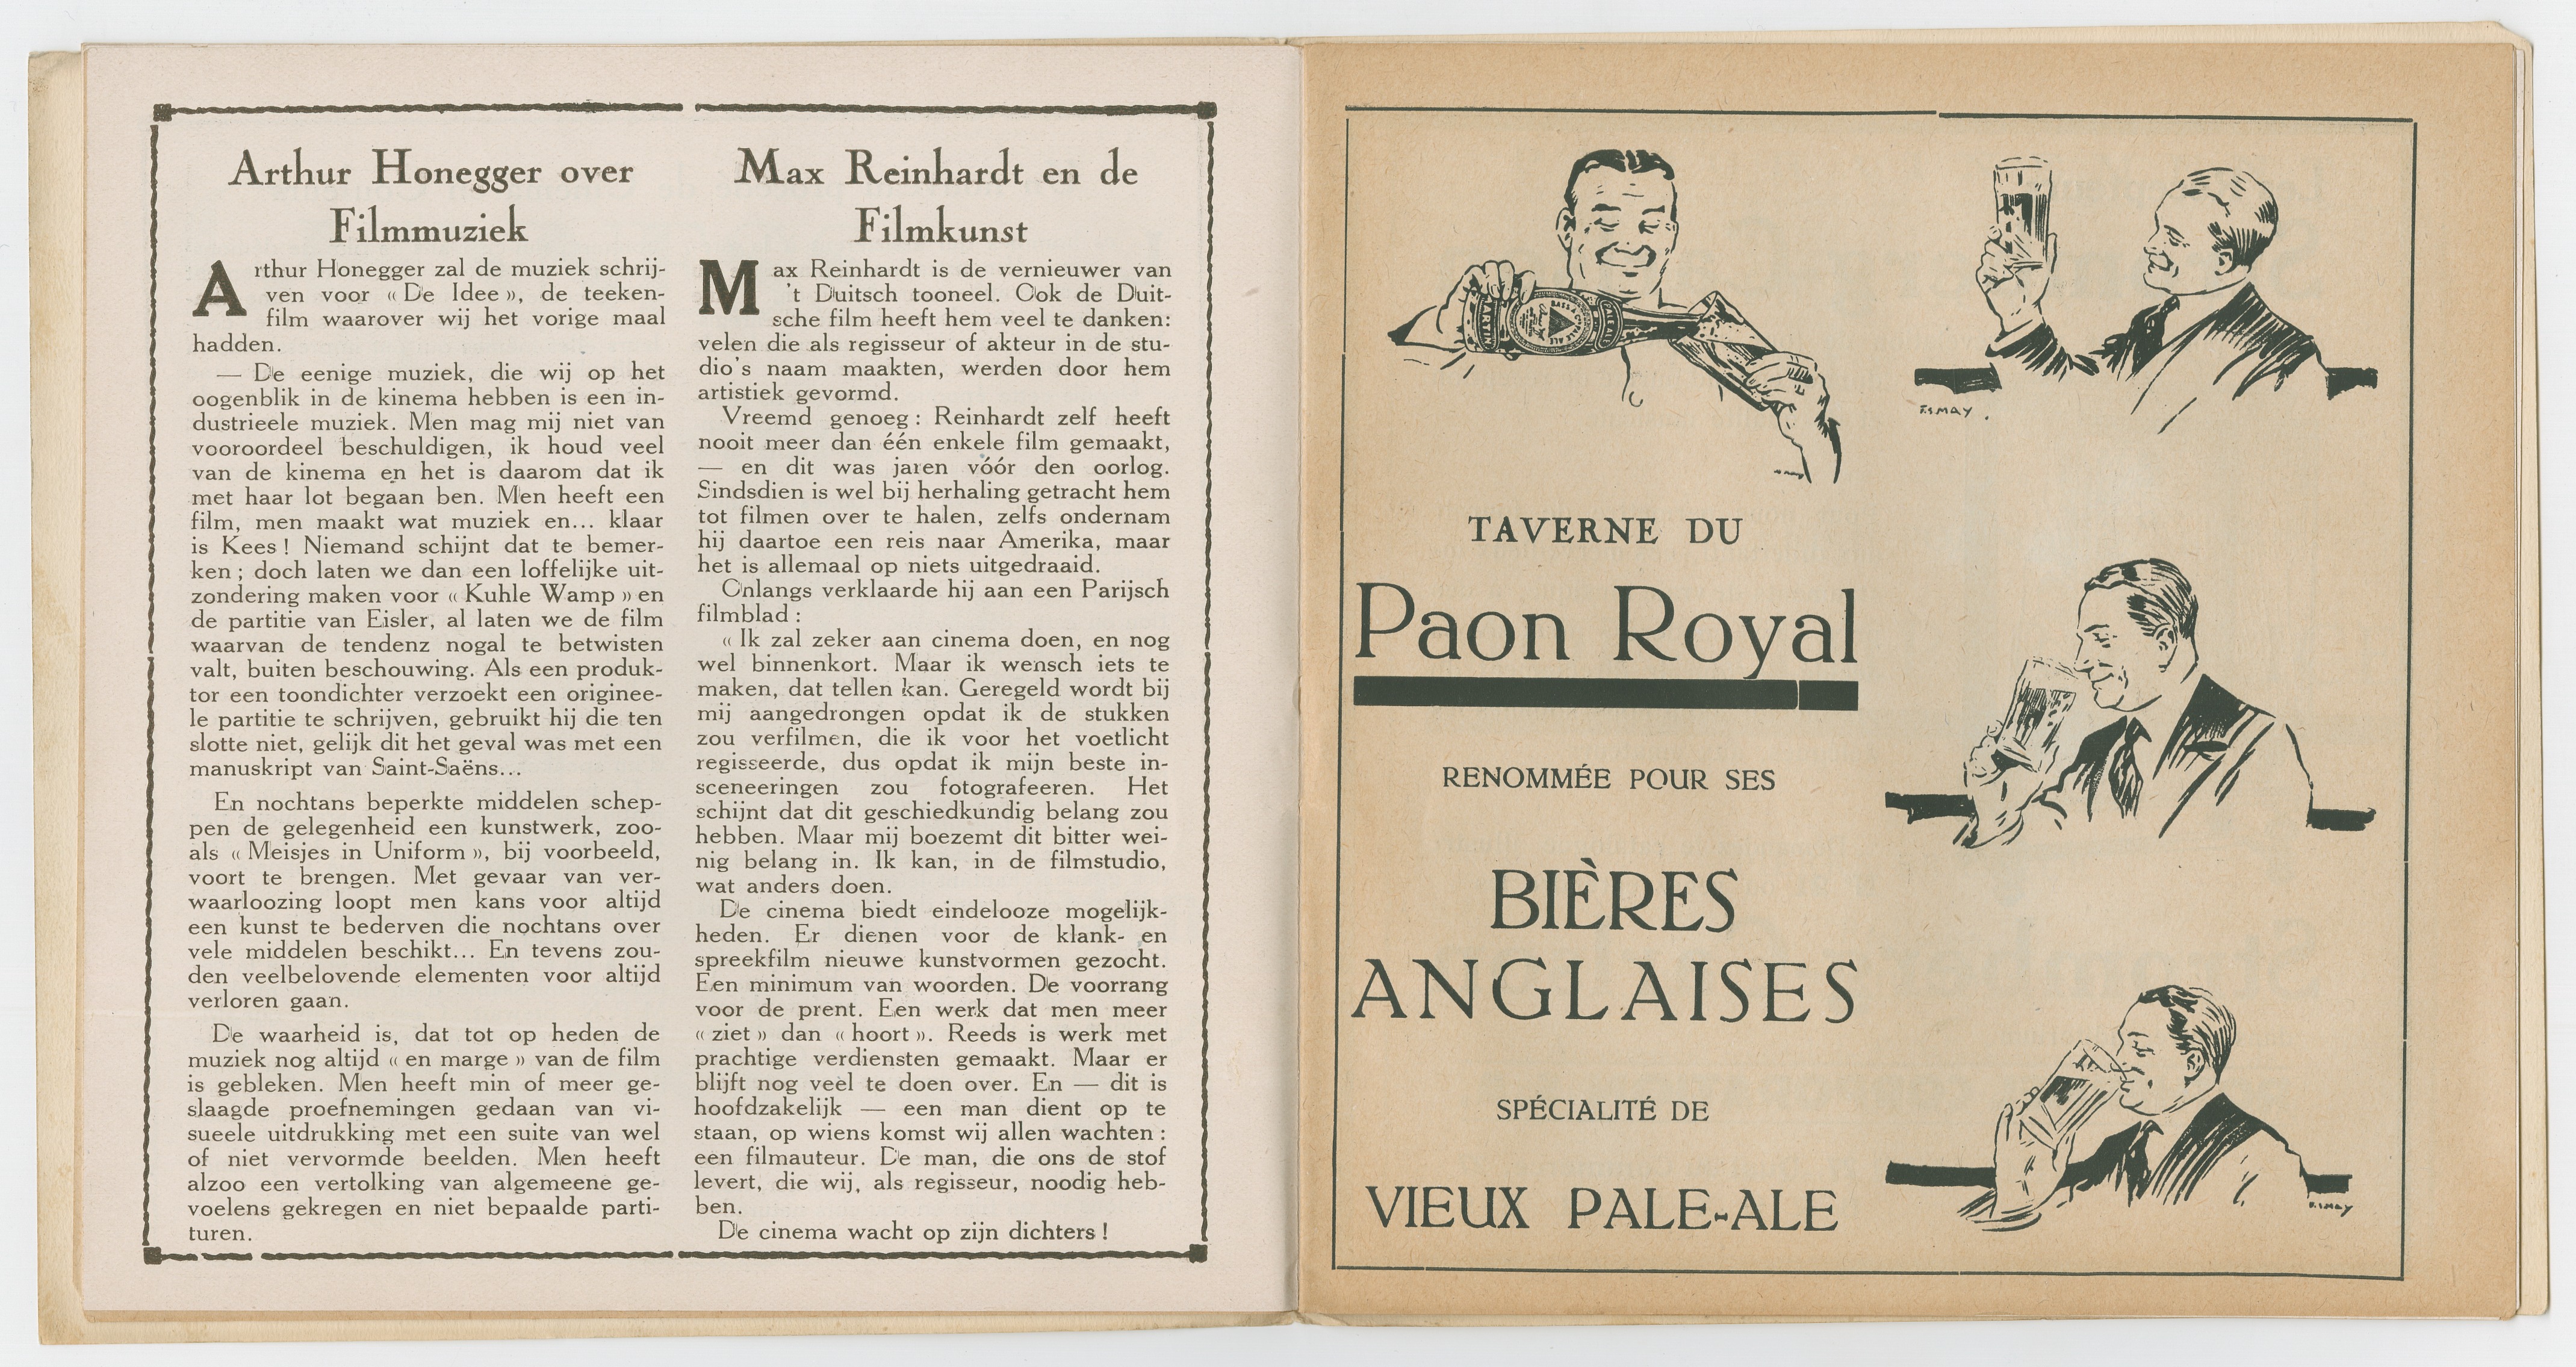 Arthur Honegger over
Filmmuziek
Arthur Honegger zal de muziek schrij-
ven voor « De Idee », de teeken-
film waarover wij het vorige maal
hadden.
— De eenige muziek, die wij op het
oogenblik in de kinema hebben is een in-
dustrieele muziek. Men mag mij niet van
vooroordeel beschuldigen, ik houd veel
van de kinema en het is daarom dat ik
met haar lot begaan ben. Men heeft een
film, men maakt wat muziek en... klaar
is Kees ! Niemand schijnt dat te bemer-
ken ; doch laten we dan een loffelijke uit-
zondering maken voor « Kuhle Wamp » en
de partitie van Eisler, al laten we de film
waarvan de tendenz nogal te betwisten
valt, buiten beschouwing. Als een produk-
tor een toondichter verzoekt een originee-
le partitie te schrijven, gebruikt hij die ten
slotte niet, gelijk dit het geval was met een
manuskript van Saint-Saëns...
En nochtans beperkte middelen schep-
pen de gelegenheid een kunstwerk, zoo-
als « Meisjes in Uniform », bij voorbeeld,
voort te brengen. Met gevaar van ver-
waarloozing loopt men kans voor altijd
een kunst te bederven die nochtans over
vele middelen beschikt... En tevens zou-
den veelbelovende elementen voor altijd
verloren gaan.
De waarheid is, dat tot op heden de
muziek nog altijd « en marge » van de film
is gebleken. Men heeft min of meer ge-
slaagde proefnemingen gedaan van vi-
sueele uitdrukking met een suite van wel
of niet vervormde beelden. Men heeft
alzoo een vertolking van algemeene ge-
voelens gekregen en niet bepaalde parti-
turen.
Max Reinhardt en de
Filmkunst
Max Reinhardt is de vernieuwer van
't Duitsch tooneel. Ook de Duit-
sche film heeft hem veel te danken:
velen die als regisseur of akteur in de stu-
dio's naam maakten, werden door hem
artistiek gevormd.
Vreemd genoeg : Reinhardt zelf heeft
nooit meer dan één enkele film gemaakt,
— en dit was jaren vóór den oorlog.
Sindsdien is wel bij herhaling getracht hem
tot filmen over te halen, zelfs ondernam
hij daartoe een reis naar Amerika, maar
het is allemaal op niets uitgedraaid.
Onlangs verklaarde hij aan een Parijsch
filmblad :
« Ik zal zeker aan cinema doen, en nog
wel binnenkort. Maar ik wensch iets te
maken, dat tellen kan. Geregeld wordt bij
mij aangedrongen opdat ik de stukken
zou verfilmen, die ik voor het voetlicht
regisseerde, dus opdat ik mijn beste in-
sceneeringen zou fotografeeren. Het
schijnt dat dit geschiedkundig belang zou
hebben. Maar mij boezemt dit bitter wei-
nig belang in. Ik kan, in de filmstudio,
wat anders doen.
De cinema biedt eindelooze mogelijk-
heden. Er dienen voor de klank- en
spreekfilm nieuwe kunstvormen gezocht.
Een minimum van woorden. De voorrang
voor de prent. Een werk dat men meer
« ziet » dan « hoort ». Reeds is werk met
prachtige verdiensten gemaakt. Maar er
blijft nog veel te doen over. En — dit is
hoofdzakelijk — een man dient op te
staan, op wiens komst wij allen wachten :
een filmauteur. De man, die ons de stof
levert, die wij, als regisseur, noodig heb-
ben.
De cinema wacht op zijn dichters !
MARTIN
BASS
PALE ALE
F.S MAY.
TAVERNE DU
Paon Royal
RENOMMÉE POUR SES
BIÈRES
ANGLAISES
SPÉCIALITÉ DE
VIEUX PALE-ALE